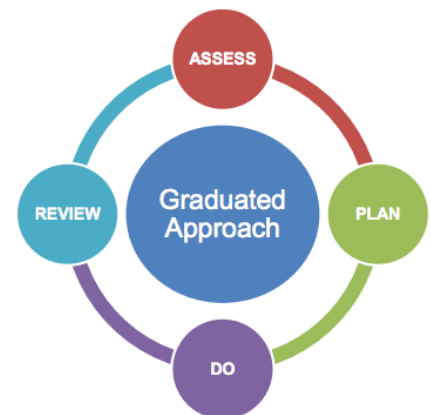 ASSESS
Graduated
Approach
REVIEW
PLAN
DO